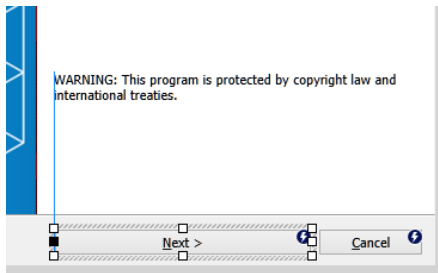 WARNING: This program is protected by copyright law and
international treaties.
Next >
Cancel